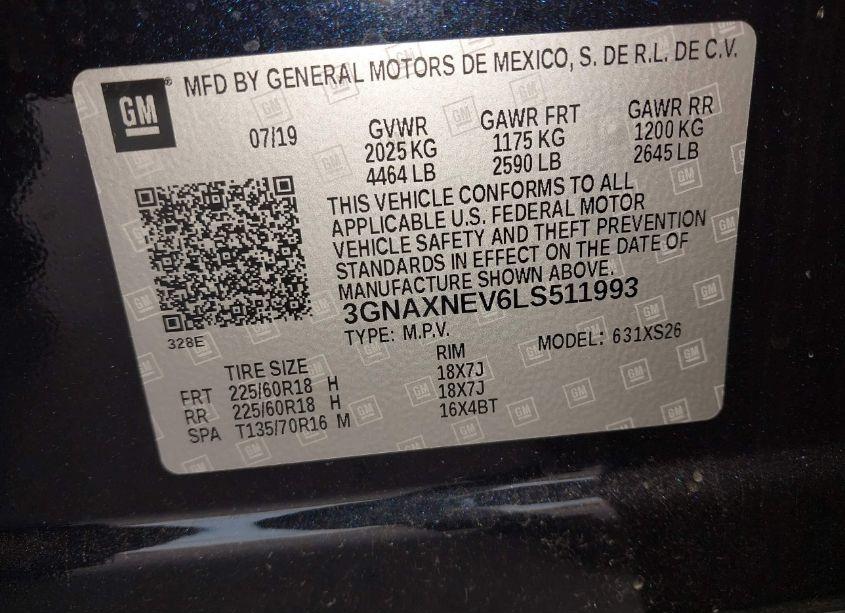 GM MFD BY GENERAL MOTORS DE MEXICO, S. DE R.L. DE C.V.
07/19 GVWR GAWR FRT GAWR RR
2025 KG 1175 KG 1200 KG
4464 LB 2590 LB 2645 LB
THIS VEHICLE CONFORMS TO ALL
APPLICABLE U.S. FEDERAL MOTOR
VEHICLE SAFETY AND THEFT PREVENTION
STANDARDS IN EFFECT ON THE DATE OF
MANUFACTURE SHOWN ABOVE.
3GNAXNEV6LS511993
328E TYPE: M.P.V. MODEL: 631XS26
TIRE SIZE RIM
FRT 225/60R18 H 18X7J
RR 225/60R18 H 18X7J
SPA T135/70R16 M 16X4BT